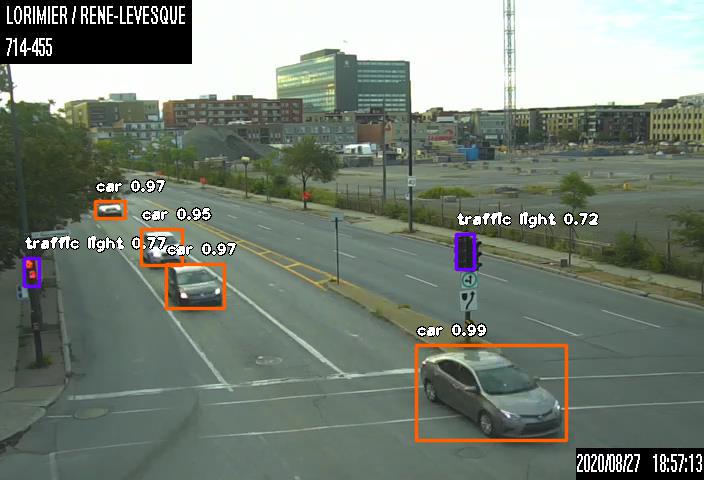 LORIMIER / RENE-LEVESQUE
714-455
car 0.97
car 0.95
traffic light 0.72
traffic light 0.77
car 0.97
car 0.99
2020/08/27 18:57:13